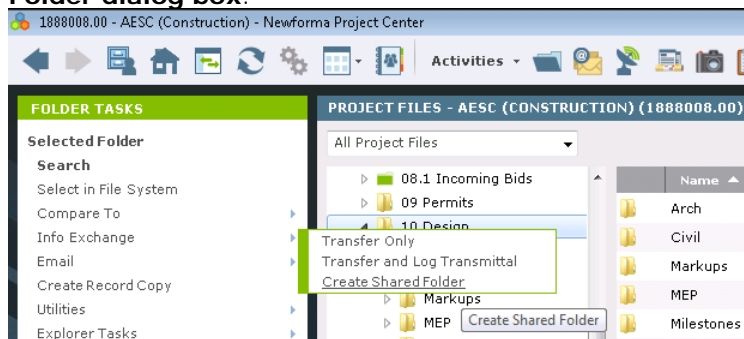 Folder dialog box:
1888008.00 - AESC (Construction) - Newforma Project Center
Activities
FOLDER TASKS
Selected Folder
Search
Select in File System
Compare To
Info Exchange
Email
Create Record Copy
Utilities
Explorer Tasks
PROJECT FILES - AESC (CONSTRUCTION) (1888008.00)
All Project Files
08.1 Incoming Bids
09 Permits
10 Design
Transfer Only
Transfer and Log Transmittal
Create Shared Folder
Markups
MEP
Create Shared Folder
Name
Arch
Civil
Markups
MEP
Milestones